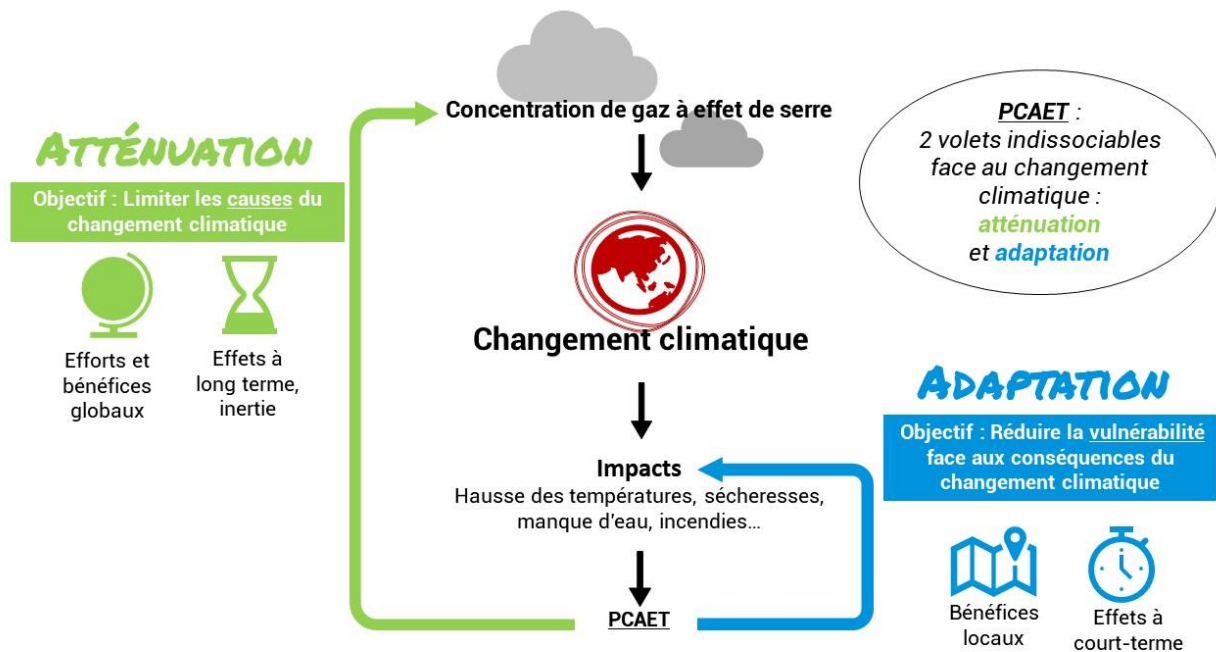 Concentration de gaz à effet de serre
ATTÉNUATION
Objectif : Limiter les causes du
changement climatique
Efforts et
bénéfices
globaux
Effets à
long terme,
inertie
PCAET :
2 volets indissociables
face au changement
climatique :
atténuation
et adaptation
Changement climatique
ADAPTATION
Objectif : Réduire la vulnérabilité
face aux conséquences du
changement climatique
Bénéfices
locaux
Effets à
court-terme
Impacts
Hausse des températures, sécheresses,
manque d'eau, incendies…
PCAET